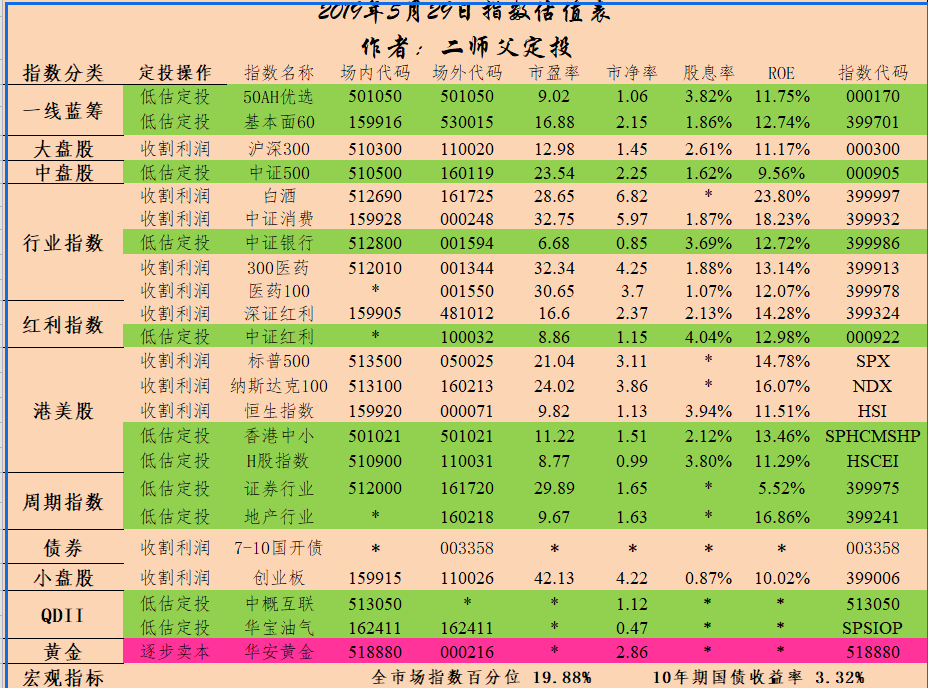 2019年5月29日指数估值表
作者：二师父定投
指数分类 定投操作 指数名称 场内代码 场外代码 市盈率 市净率 股息率 ROE 指数代码
一线蓝筹 低估定投 50AH优选 501050 501050 9.02 1.06 3.82% 11.75% 000170
低估定投 基本面60 159916 530015 16.88 2.15 1.86% 12.74% 399701
大盘股 收割利润 沪深300 510300 110020 12.98 1.45 2.61% 11.17% 000300
中盘股 低估定投 中证500 510500 160119 23.54 2.25 1.62% 9.56% 000905
行业指数 收割利润 白酒 512690 161725 28.65 6.82 * 23.80% 399997
收割利润 中证消费 159928 000248 32.75 5.97 1.87% 18.23% 399932
低估定投 中证银行 512800 001594 6.68 0.85 3.69% 12.72% 399986
收割利润 300医药 512010 001344 32.34 4.25 1.88% 13.14% 399913
收割利润 医药100 * 001550 30.65 3.7 1.07% 12.07% 399978
红利指数 收割利润 深证红利 159905 481012 16.6 2.37 2.13% 14.28% 399324
低估定投 中证红利 * 100032 8.86 1.15 4.04% 12.98% 000922
港美股 收割利润 标普500 513500 050025 21.04 3.11 * 14.78% SPX
收割利润 纳斯达克100 513100 160213 24.02 3.86 * 16.07% NDX
收割利润 恒生指数 159920 000071 9.82 1.13 3.94% 11.51% HSI
低估定投 香港中小 501021 501021 11.22 1.51 2.12% 13.46% SPHCMSHP
低估定投 H股指数 510900 110031 8.77 0.99 3.80% 11.29% HSCEI
周期指数 低估定投 证券行业 512000 161720 29.89 1.65 * 5.52% 399975
低估定投 地产行业 * 160218 9.67 1.63 * 16.86% 399241
债券 收割利润 7-10国开债 * 003358 * * * * 003358
小盘股 收割利润 创业板 159915 110026 42.13 4.22 0.87% 10.02% 399006
QDII 低估定投 中概互联 513050 * * 1.12 * * 513050
低估定投 华宝油气 162411 162411 * 0.47 * * SPSIOP
黄金 逐步卖本 华安黄金 518880 000216 * 2.86 * * 518880
宏观指标 全市场指数百分位 19.88% 10年期国债收益率 3.32%